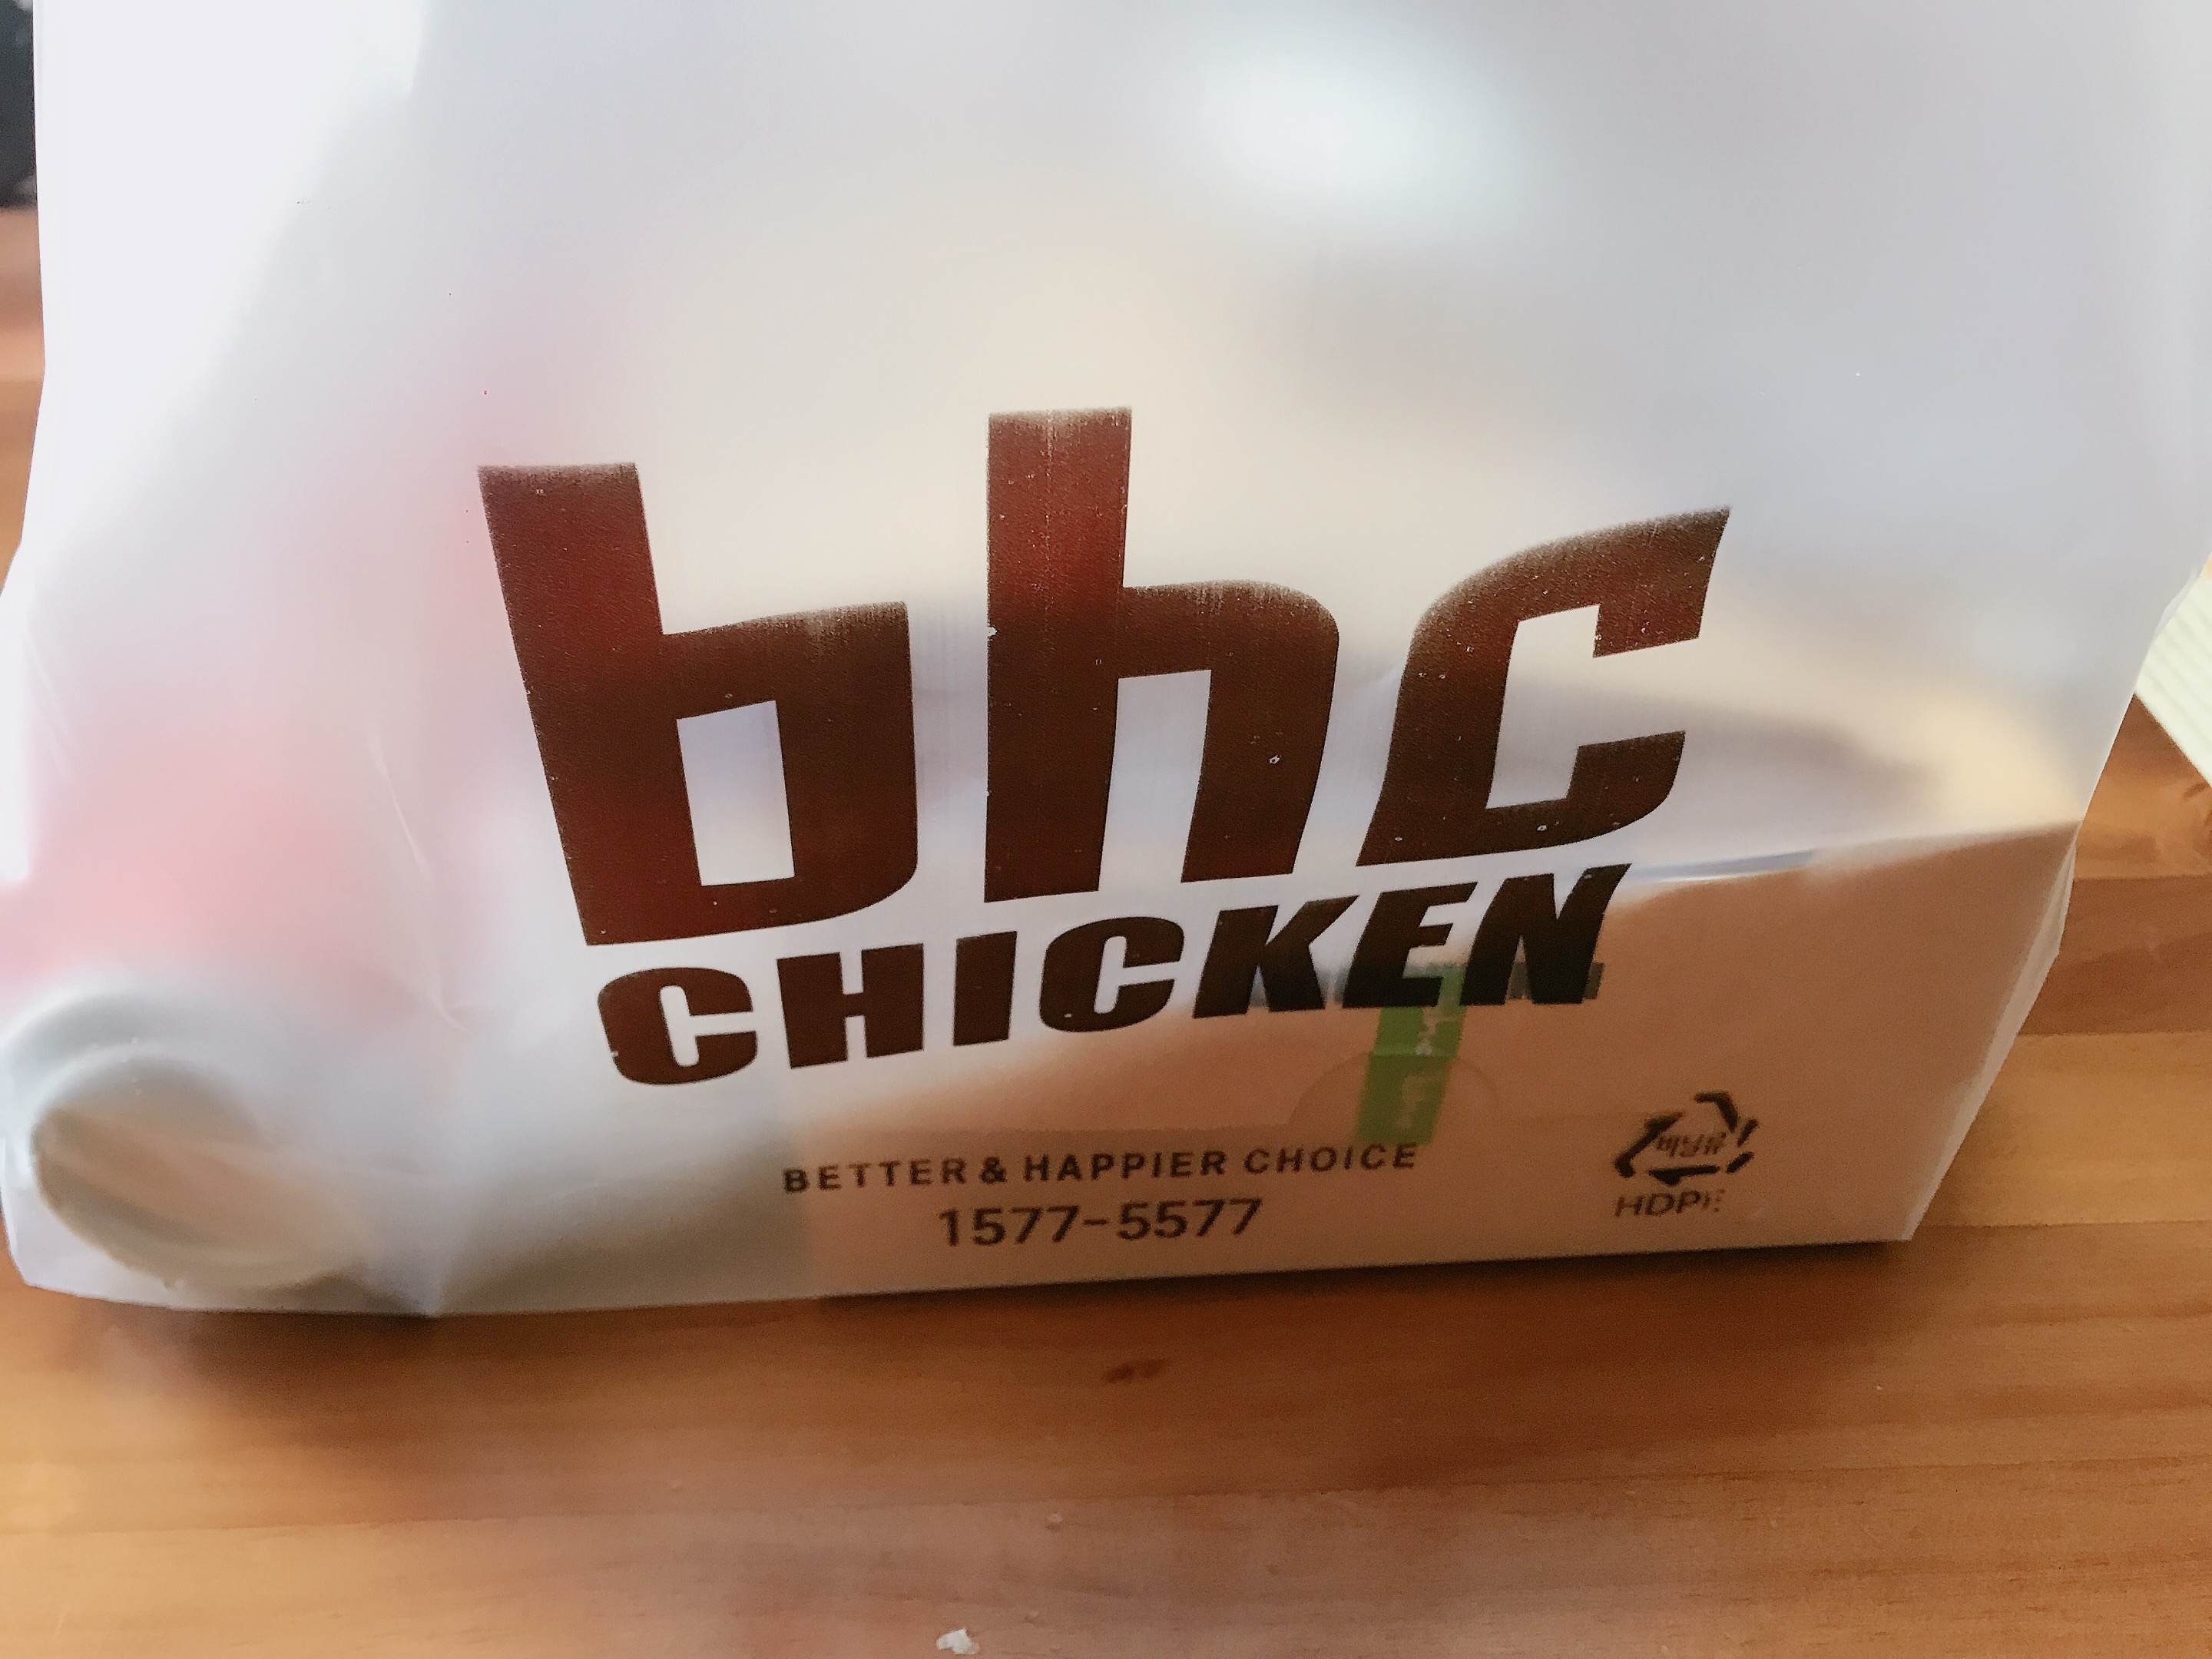 bhc
CHICKEN
BETTER & HAPPIER CHOICE
1577-5577
비닐류
HDPE